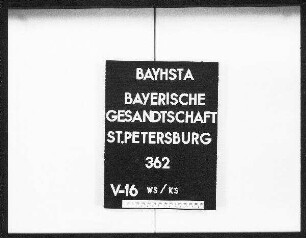 BAYHSTA
BAYERISCHE
GESANDTSCHAFT
ST.PETERSBURG
362
V-16 WS/KS